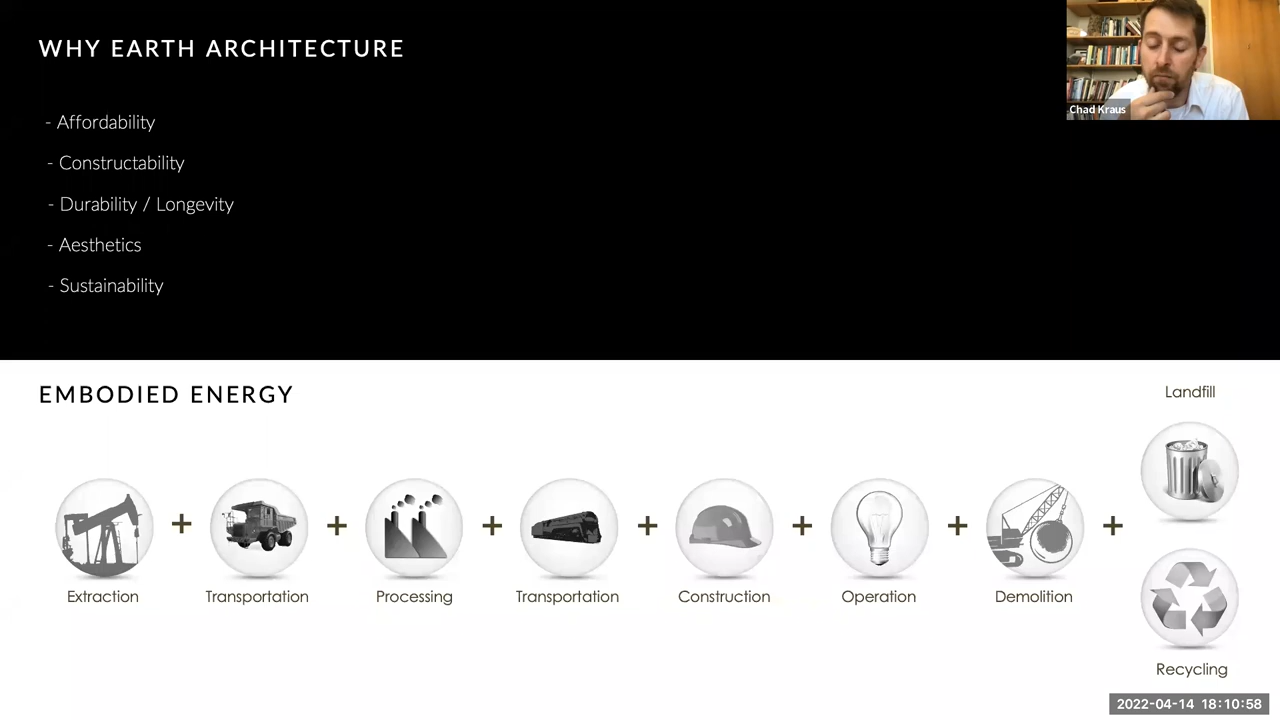 WHY EARTH ARCHITECTURE
- Affordability
- Constructability
- Durability / Longevity
- Aesthetics
- Sustainability
Chad Kraus
EMBODIED ENERGY
Landfill
+ + + + + + +
Extraction Transportation Processing Transportation Construction Operation Demolition
Recycling
2022-04-14 18:10:58